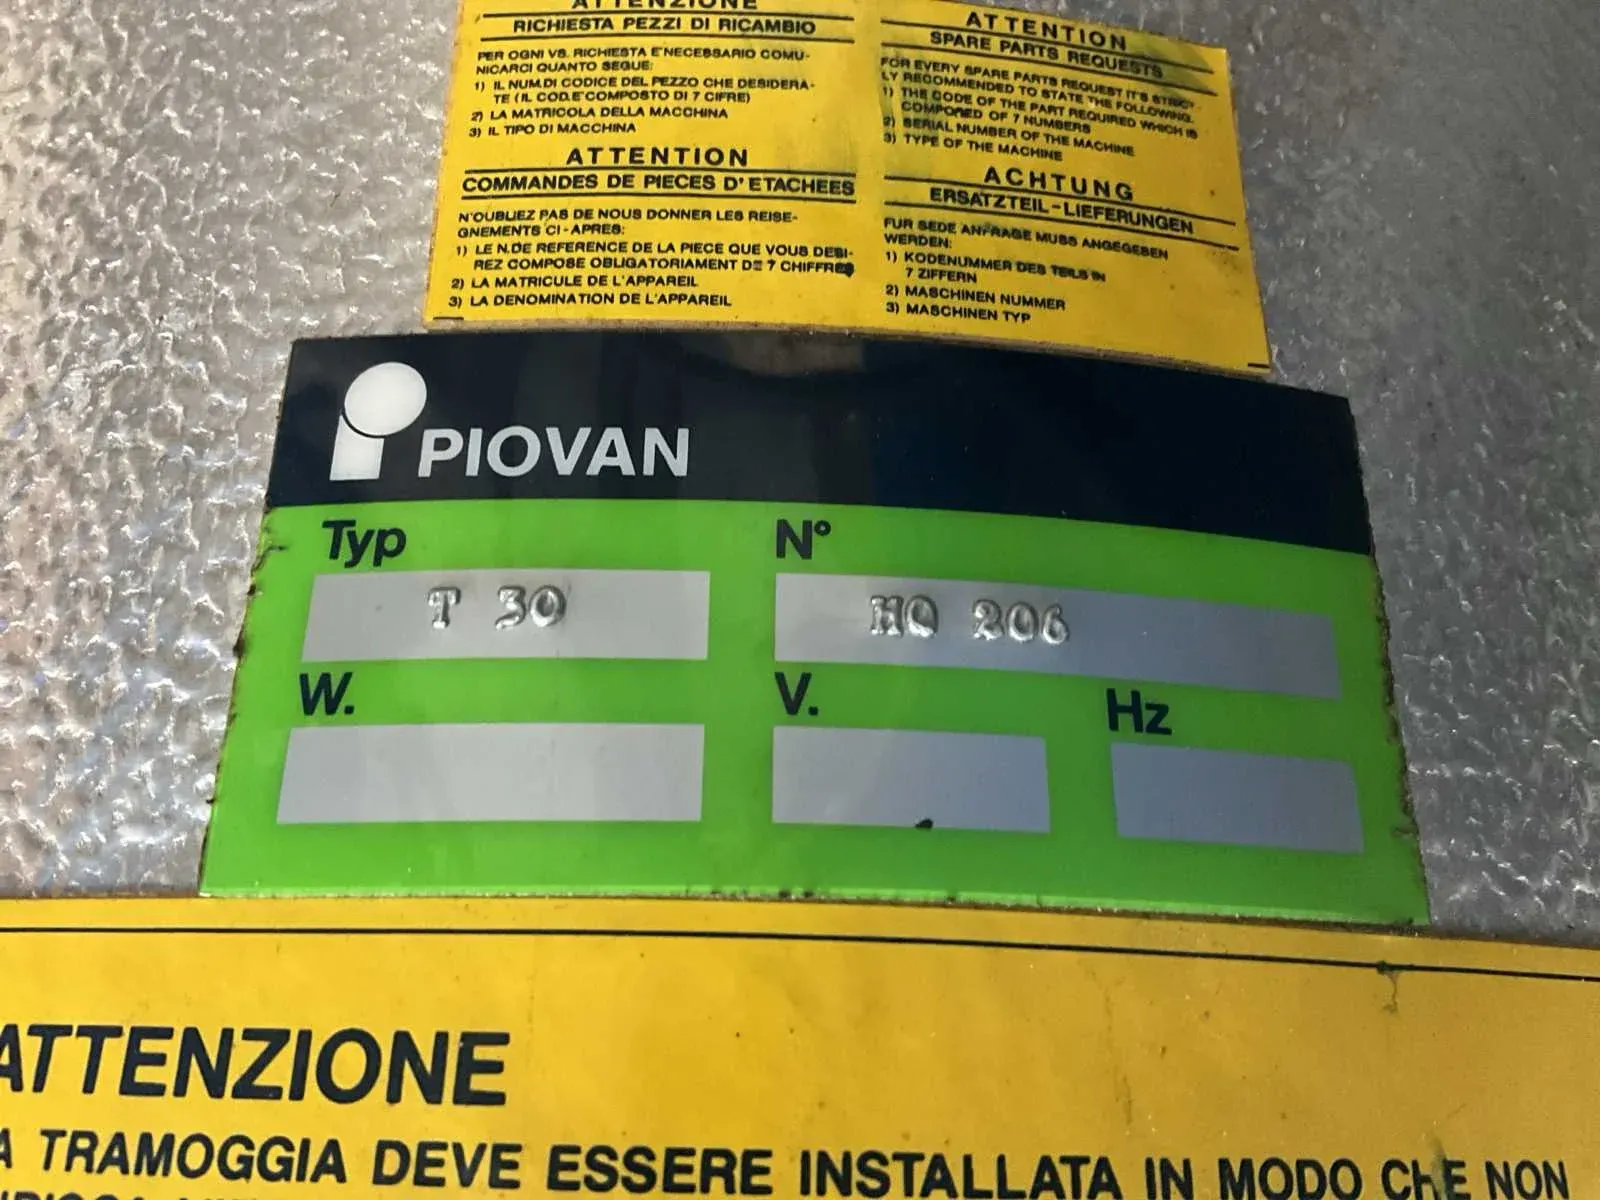 ATTENZIONE
RICHIESTA PEZZI DI RICAMBIO
PER OGNI VS. RICHIESTA E'NECESSARIO COMU-
NICARCI QUANTO SEGUE:
1) IL NUM.DI CODICE DEL PEZZO CHE DESIDERA-
TE (IL COD.E'COMPOSTO DI 7 CIFRE)
2) LA MATRICOLA DELLA MACCHINA
3) IL TIPO DI MACCHINA
ATTENTION
COMMANDES DE PIECES D'ETACHEES
N'OUBLIEZ PAS DE NOUS DONNER LES REISE-
GNEMENTS CI-APRES:
1) LE N.DE REFERENCE DE LA PIECE QUE VOUS DESI-
REZ COMPOSE OBLIGATORIAMENT DE 7 CHIFFRES
2) LA MATRICULE DE L'APPAREIL
3) LA DENOMINATION DE L'APPAREIL
ATTENTION
SPARE PARTS REQUESTS
FOR EVERY SPARE PARTS REQUEST IT'S STRICT-
LY RECOMMENDED TO STATE THE FOLLOWING.
1) THE CODE OF THE PART REQUIRED WHICH IS
COMPORED OF 7 NUMBERS
2) SERIAL NUMBER OF THE MACHINE
3) TYPE OF THE MACHINE
ACHTUNG
ERSATZTEIL-LIEFERUNGEN
FUR SEDE ANFRAGE MUSS ANGEGEBEN
WERDEN:
1) KODENUMMER DES TEILS IN
7 ZIFFERN
2) MASCHINEN NUMMER
3) MASCHINEN TYP
PIOVAN
Typ
N°
T 30
HQ 206
W.
V.
Hz
ATTENZIONE
A TRAMOGGIA DEVE ESSERE INSTALLATA IN MODO CHE NON